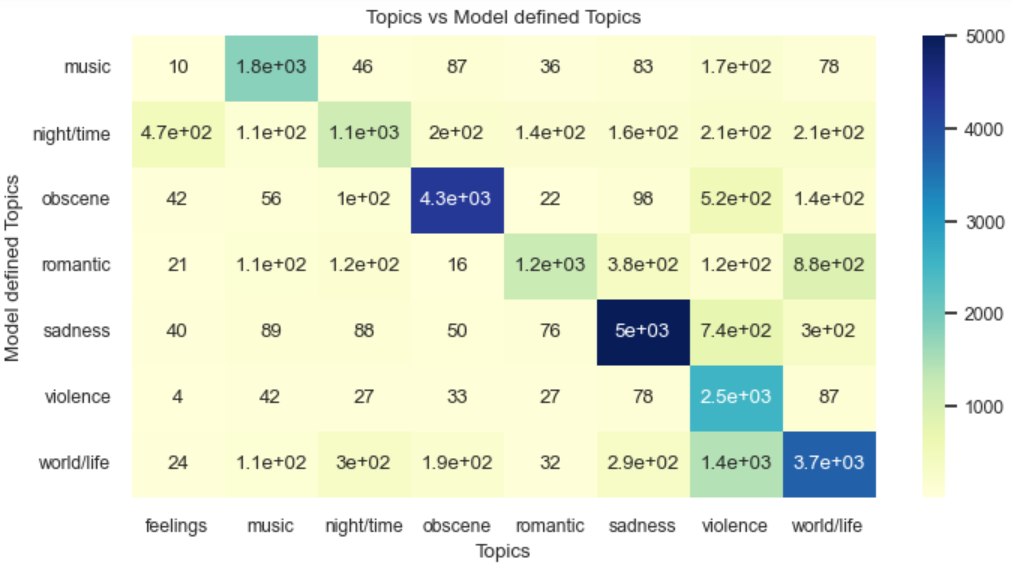 Topics vs Model defined Topics
Model defined Topics
music 10 1.8e+03 46 87 36 83 1.7e+02 78
night/time 4.7e+02 1.1e+02 1.1e+03 2e+02 1.4e+02 1.6e+02 2.1e+02 2.1e+02
obscene 42 56 1e+02 4.3e+03 22 98 5.2e+02 1.4e+02
romantic 21 1.1e+02 1.2e+02 16 1.2e+03 3.8e+02 1.2e+02 8.8e+02
sadness 40 89 88 50 76 5e+03 7.4e+02 3e+02
violence 4 42 27 33 27 78 2.5e+03 87
world/life 24 1.1e+02 3e+02 1.9e+02 32 2.9e+02 1.4e+03 3.7e+03
feelings music night/time obscene romantic sadness violence world/life
Topics
5000
4000
3000
2000
1000